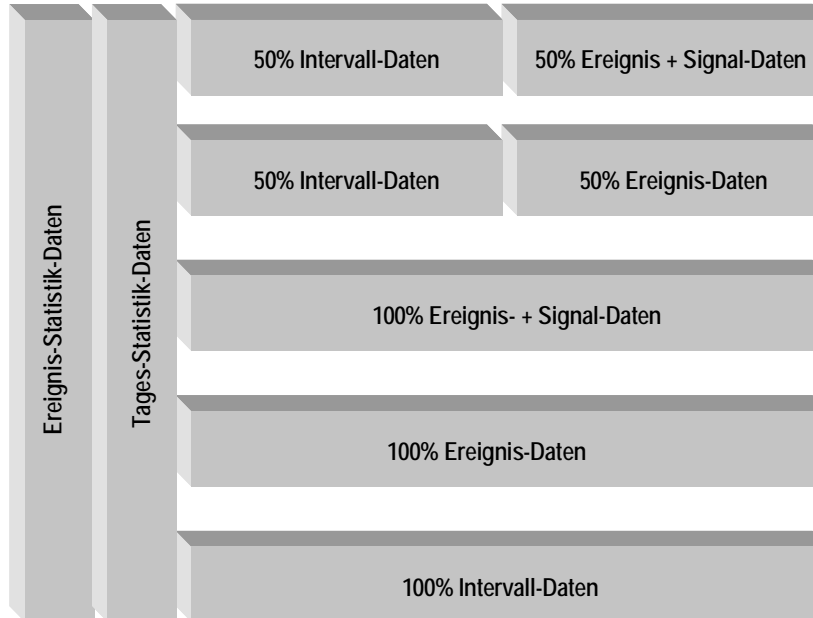 Ereignis-Statistik-Daten
Tages-Statistik-Daten
50% Intervall-Daten
50% Ereignis + Signal-Daten
50% Intervall-Daten
50% Ereignis-Daten
100% Ereignis- + Signal-Daten
100% Ereignis-Daten
100% Intervall-Daten